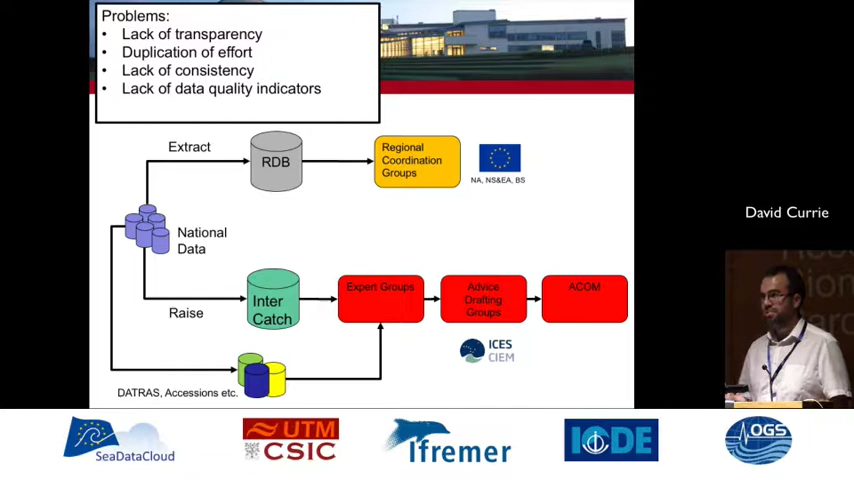 Problems:
• Lack of transparency
• Duplication of effort
• Lack of consistency
• Lack of data quality indicators
Extract
RDB
Regional
Coordination
Groups
NA, NS&EA, BS
David Currie
National
Data
Inter
Catch
Raise
Expert Groups
Advice
Drafting
Groups
ACOM
ICES
CIEM
DATRAS, Accessions etc.
SeaDataCloud
UTM
CSIC
Ifremer
IODE
OGS